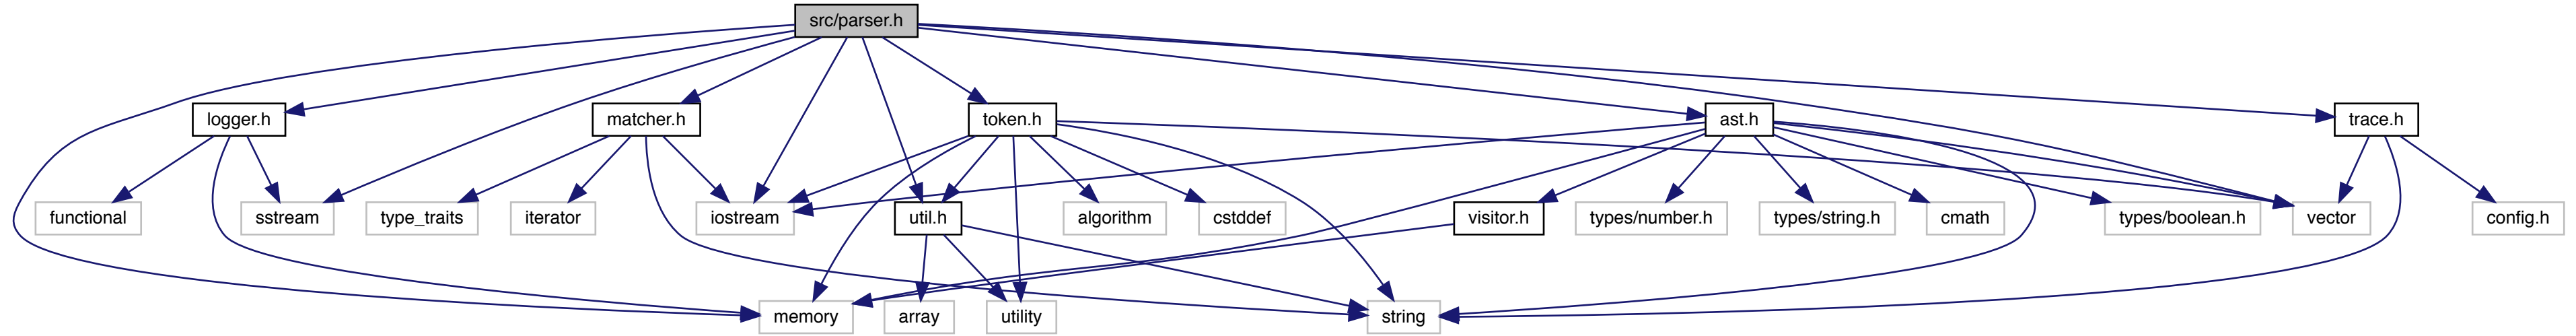 src/parser.h
logger.h
matcher.h
token.h
ast.h
trace.h
functional
sstream
type_traits
iterator
iostream
util.h
algorithm
cstddef
visitor.h
types/number.h
types/string.h
cmath
types/boolean.h
vector
config.h
memory
array
utility
string